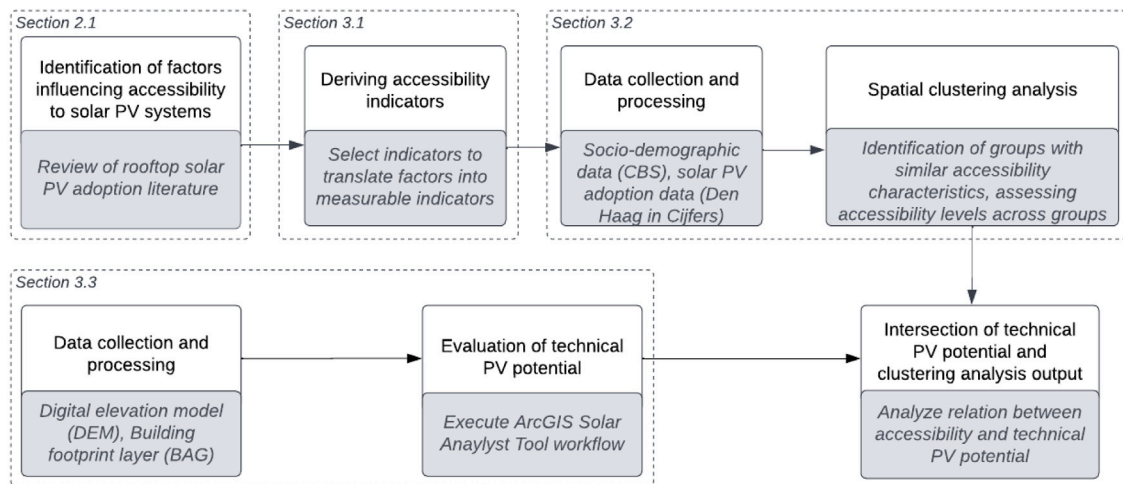 Section 2.1
Identification of factors
influencing accessibility
to solar PV systems
Review of rooftop solar
PV adoption literature
Section 3.1
Deriving accessibility
indicators
Select indicators to
translate factors into
measurable indicators
Section 3.2
Data collection and
processing
Socio-demographic
data (CBS), solar PV
adoption data (Den
Haag in Cijfers)
Spatial clustering analysis
Identification of groups with
similar accessibility
characteristics, assessing
accessibility levels across groups
Section 3.3
Data collection and
processing
Digital elevation model
(DEM), Building
footprint layer (BAG)
Evaluation of technical
PV potential
Execute ArcGIS Solar
Anaylyst Tool workflow
Intersection of technical
PV potential and
clustering analysis output
Analyze relation between
accessibility and technical
PV potential